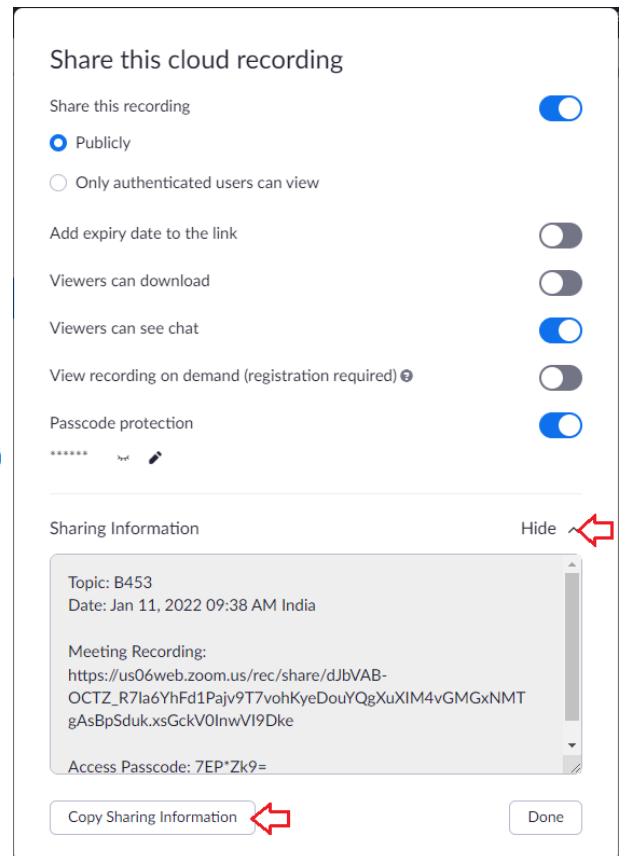 Share this cloud recording
Share this recording
Publicly
Only authenticated users can view
Add expiry date to the link
Viewers can download
Viewers can see chat
View recording on demand (registration required)
Passcode protection
******
Sharing Information Hide
Topic: B453
Date: Jan 11, 2022 09:38 AM India
Meeting Recording:
https://us06web.zoom.us/rec/share/dJbVAB-
OCTZ_R7Ia6YhFd1Pajv9T7vohKyeDouYQgXuXIM4vGMGxNMT
gAsBpSduk.xsGckV0InwVI9Dke
Access Passcode: 7EP*Zk9=
Copy Sharing Information Done